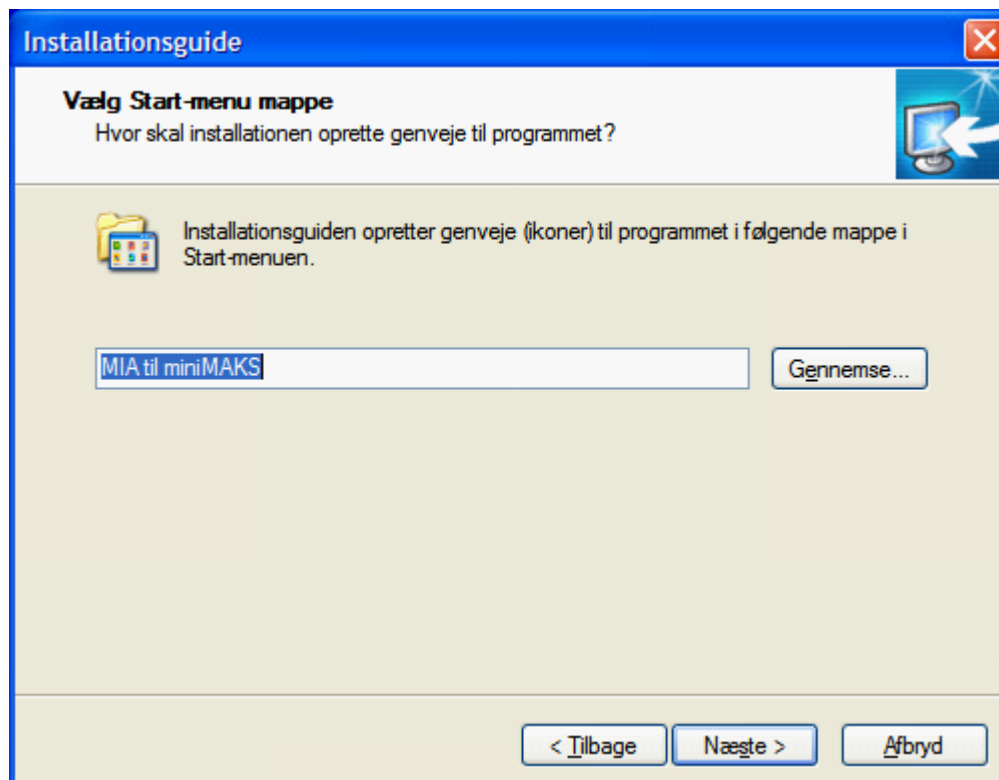 Installationsguide
Vælg Start-menu mappe
Hvor skal installationen oprette genveje til programmet?
Installationsguiden opretter genveje (ikoner) til programmet i følgende mappe i
Start-menuen.
MIA til miniMAKS
Gennemse...
< Tilbage
Næste >
Afbryd